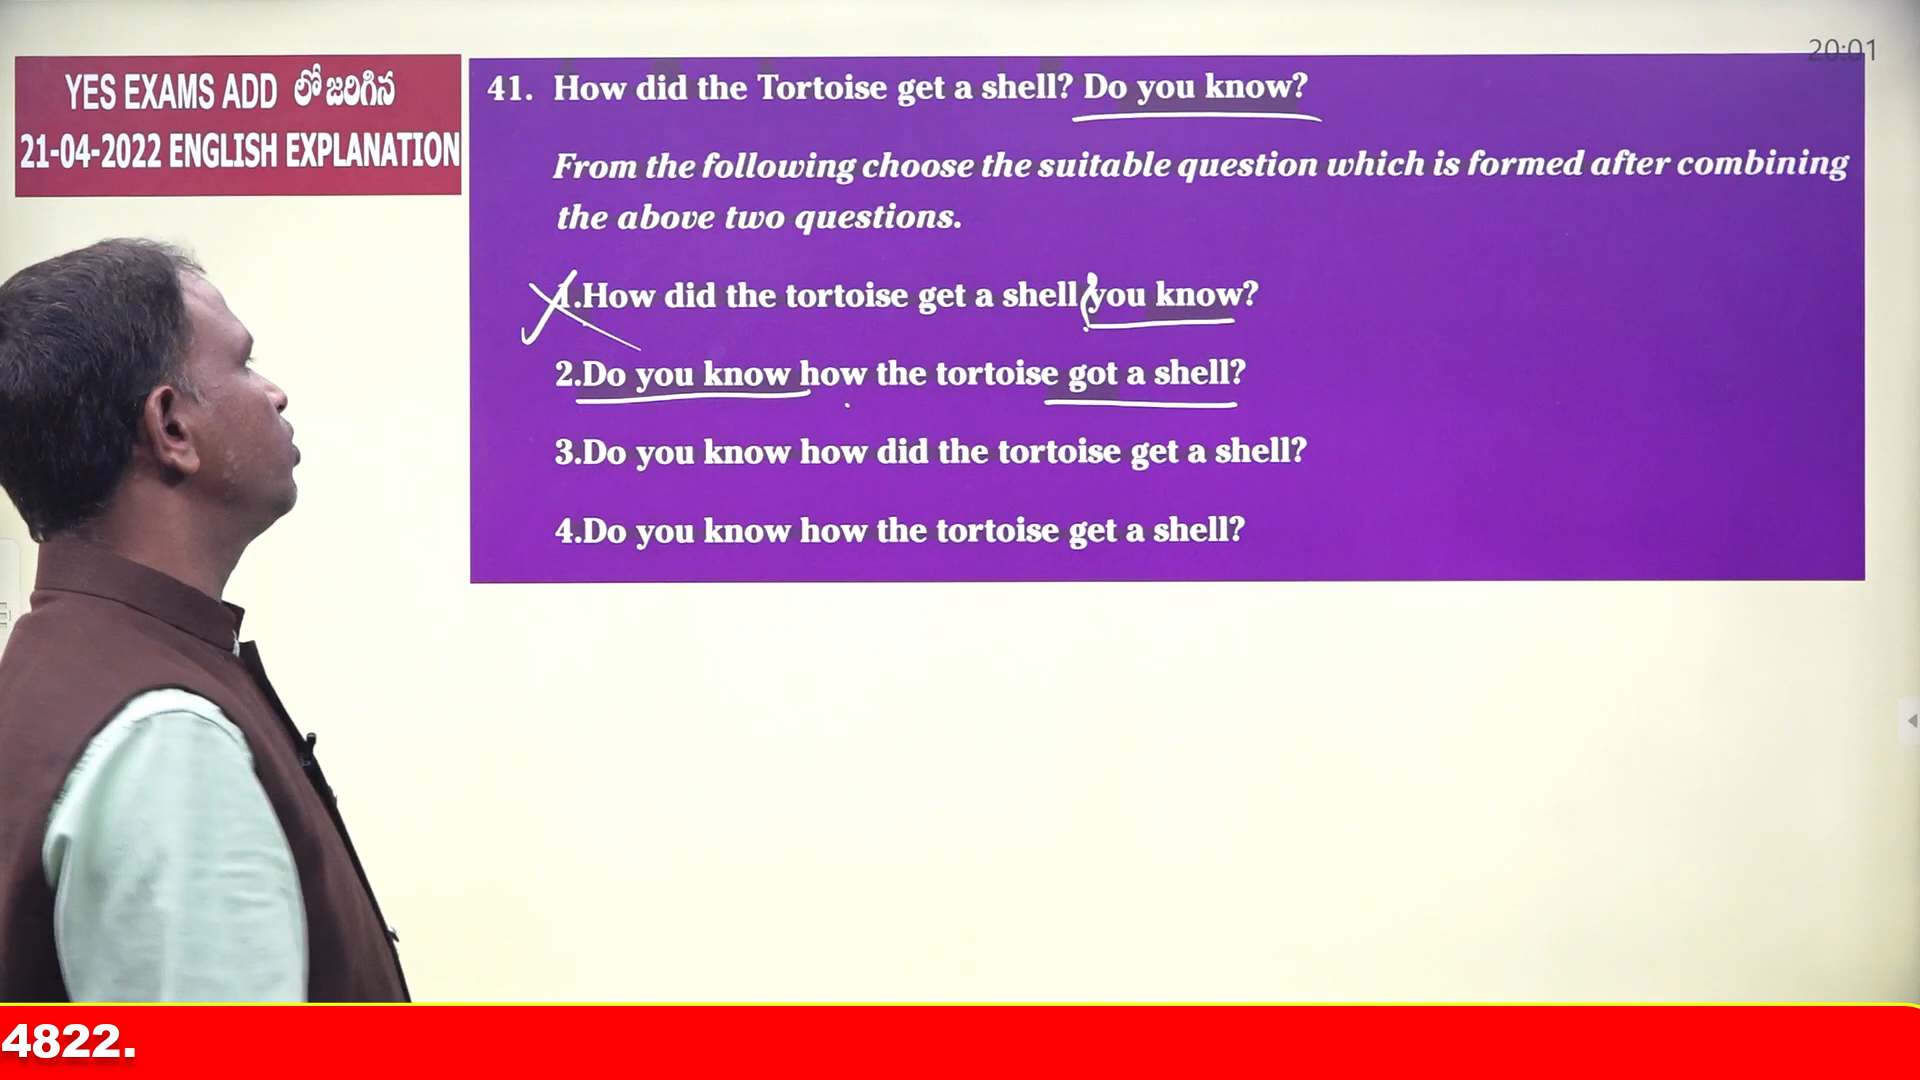 20:01
YES EXAMS ADD లో జరిగిన
21-04-2022 ENGLISH EXPLANATION
41. How did the Tortoise get a shell? Do you know?
From the following choose the suitable question which is formed after combining
the above two questions.
1.How did the tortoise get a shell you know?
2.Do you know how the tortoise got a shell?
3.Do you know how did the tortoise get a shell?
4.Do you know how the tortoise get a shell?
4822.